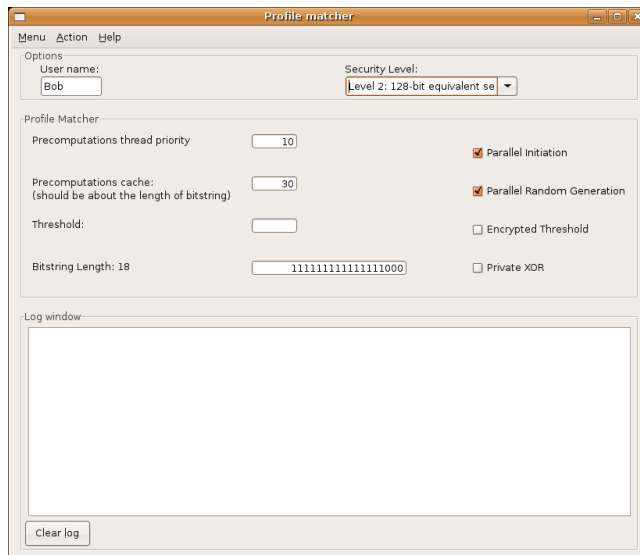 Profile matcher
Menu Action Help
Options
User name:
Security Level:
Bob
Level 2: 128-bit equivalent se
Profile Matcher
Precomputations thread priority
10
Parallel Initiation
Precomputations cache:
(should be about the length of bitstring)
30
Parallel Random Generation
Threshold:
Encrypted Threshold
Bitstring Length: 18
111111111111111000
Private XOR
Log window
Clear log